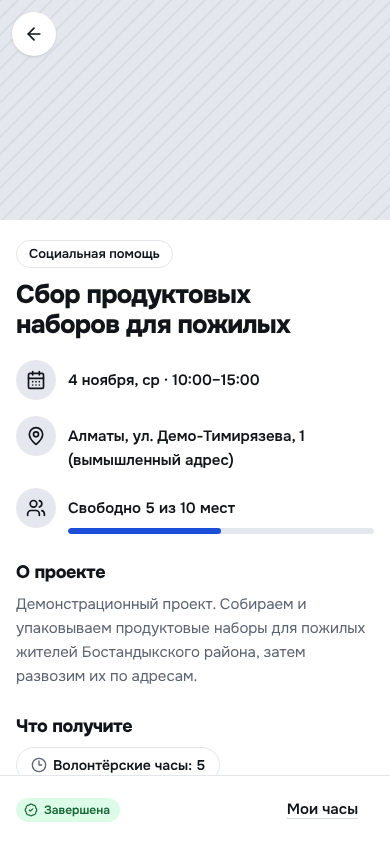 Социальная помощь
Сбор продуктовых
наборов для пожилых
4 ноября, ср · 10:00–15:00
Алматы, ул. Демо-Тимирязева, 1
(вымышленный адрес)
Свободно 5 из 10 мест
О проекте
Демонстрационный проект. Собираем и
упаковываем продуктовые наборы для пожилых
жителей Бостандыкского района, затем
развозим их по адресам.
Что получите
Волонтёрские часы: 5
Завершена
Мои часы